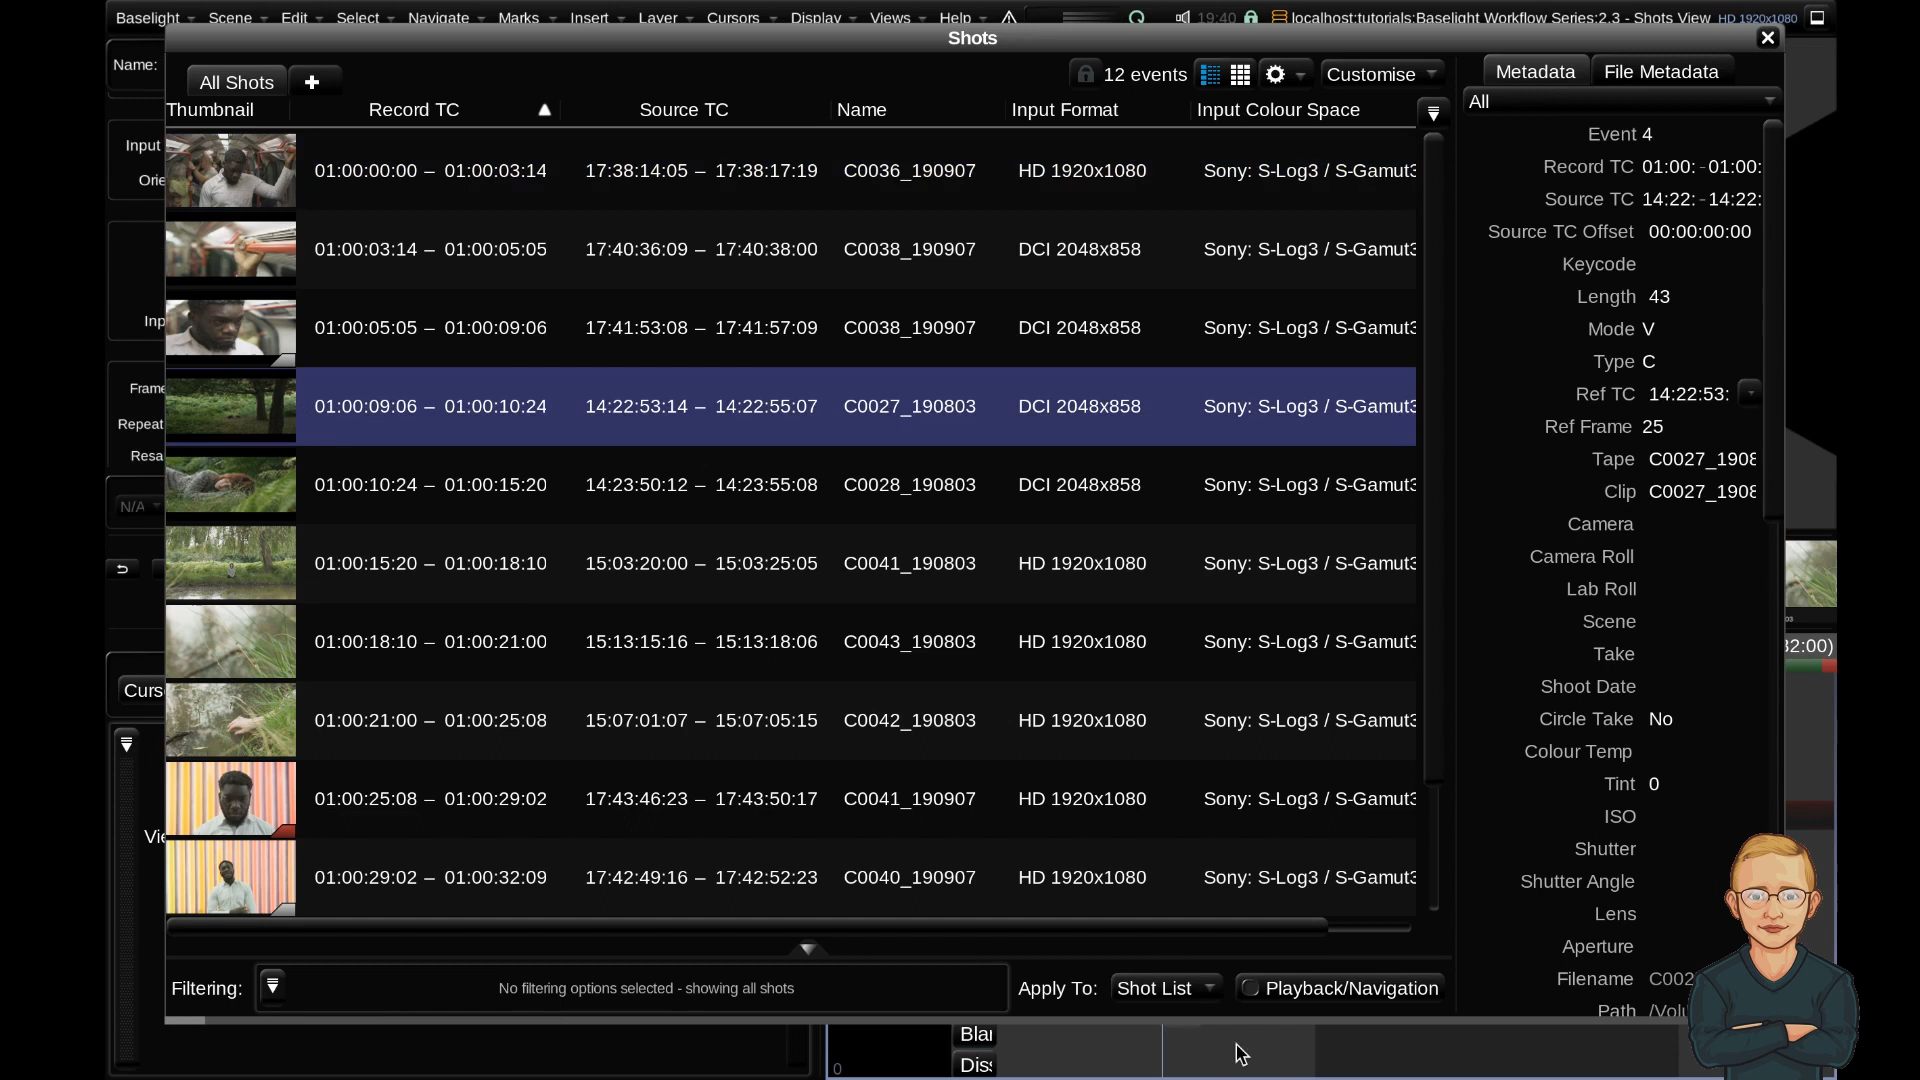 Baselight Scene Edit Select Navigate Marks Insert Layer Cursors Display Views Help 19:40 localhost:tutorials:Baselight Workflow Series:2.3 - Shots View HD 1920x1080
Shots
Name:
All Shots + 12 events Customise
Thumbnail Record TC Source TC Name Input Format Input Colour Space
01:00:00:00 – 01:00:03:14 17:38:14:05 – 17:38:17:19 C0036_190907 HD 1920x1080 Sony: S-Log3 / S-Gamut3
01:00:03:14 – 01:00:05:05 17:40:36:09 – 17:40:38:00 C0038_190907 DCI 2048x858 Sony: S-Log3 / S-Gamut3
01:00:05:05 – 01:00:09:06 17:41:53:08 – 17:41:57:09 C0038_190907 DCI 2048x858 Sony: S-Log3 / S-Gamut3
01:00:09:06 – 01:00:10:24 14:22:53:14 – 14:22:55:07 C0027_190803 DCI 2048x858 Sony: S-Log3 / S-Gamut3
01:00:10:24 – 01:00:15:20 14:23:50:12 – 14:23:55:08 C0028_190803 DCI 2048x858 Sony: S-Log3 / S-Gamut3
01:00:15:20 – 01:00:18:10 15:03:20:00 – 15:03:25:05 C0041_190803 HD 1920x1080 Sony: S-Log3 / S-Gamut3
01:00:18:10 – 01:00:21:00 15:13:15:16 – 15:13:18:06 C0043_190803 HD 1920x1080 Sony: S-Log3 / S-Gamut3
01:00:21:00 – 01:00:25:08 15:07:01:07 – 15:07:05:15 C0042_190803 HD 1920x1080 Sony: S-Log3 / S-Gamut3
01:00:25:08 – 01:00:29:02 17:43:46:23 – 17:43:50:17 C0041_190907 HD 1920x1080 Sony: S-Log3 / S-Gamut3
01:00:29:02 – 01:00:32:09 17:42:49:16 – 17:42:52:23 C0040_190907 HD 1920x1080 Sony: S-Log3 / S-Gamut3
Filtering: No filtering options selected - showing all shots Apply To: Shot List Playback/Navigation
Metadata File Metadata
All
Event 4
Record TC 01:00: - 01:00:
Source TC 14:22: - 14:22:
Source TC Offset 00:00:00:00
Keycode
Length 43
Mode V
Type C
Ref TC 14:22:53:
Ref Frame 25
Tape C0027_1908
Clip C0027_1908
Camera
Camera Roll
Lab Roll
Scene
Take
Shoot Date
Circle Take No
Colour Temp
Tint 0
ISO
Shutter
Shutter Angle
Lens
Aperture
Filename C002
Path /Vol
Input
Orie
Inp
Frame
Repeat
Resa
N/A
Curs
Vie
32:00)
Blan
Diss
0